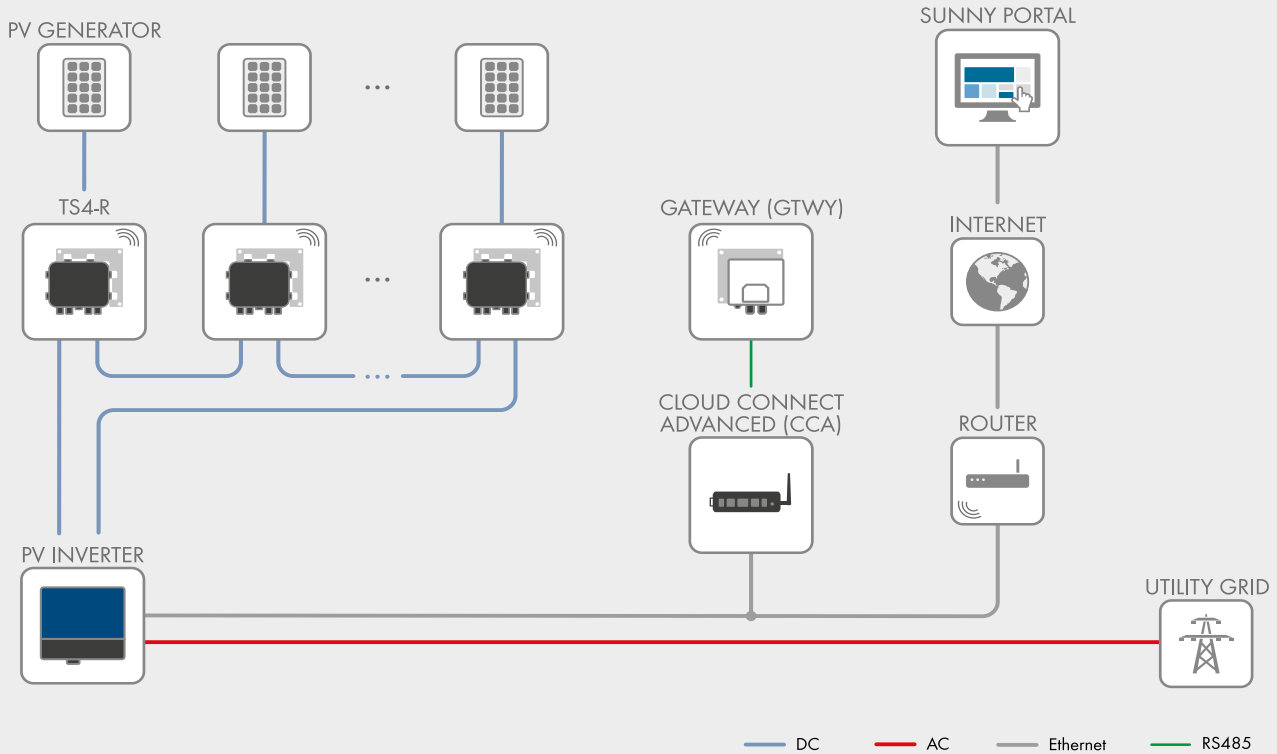 PV GENERATOR
SUNNY PORTAL
...
TS4-R
GATEWAY (GTWY)
INTERNET
...
...
CLOUD CONNECT
ADVANCED (CCA)
ROUTER
PV INVERTER
UTILITY GRID
DC
AC
Ethernet
RS485